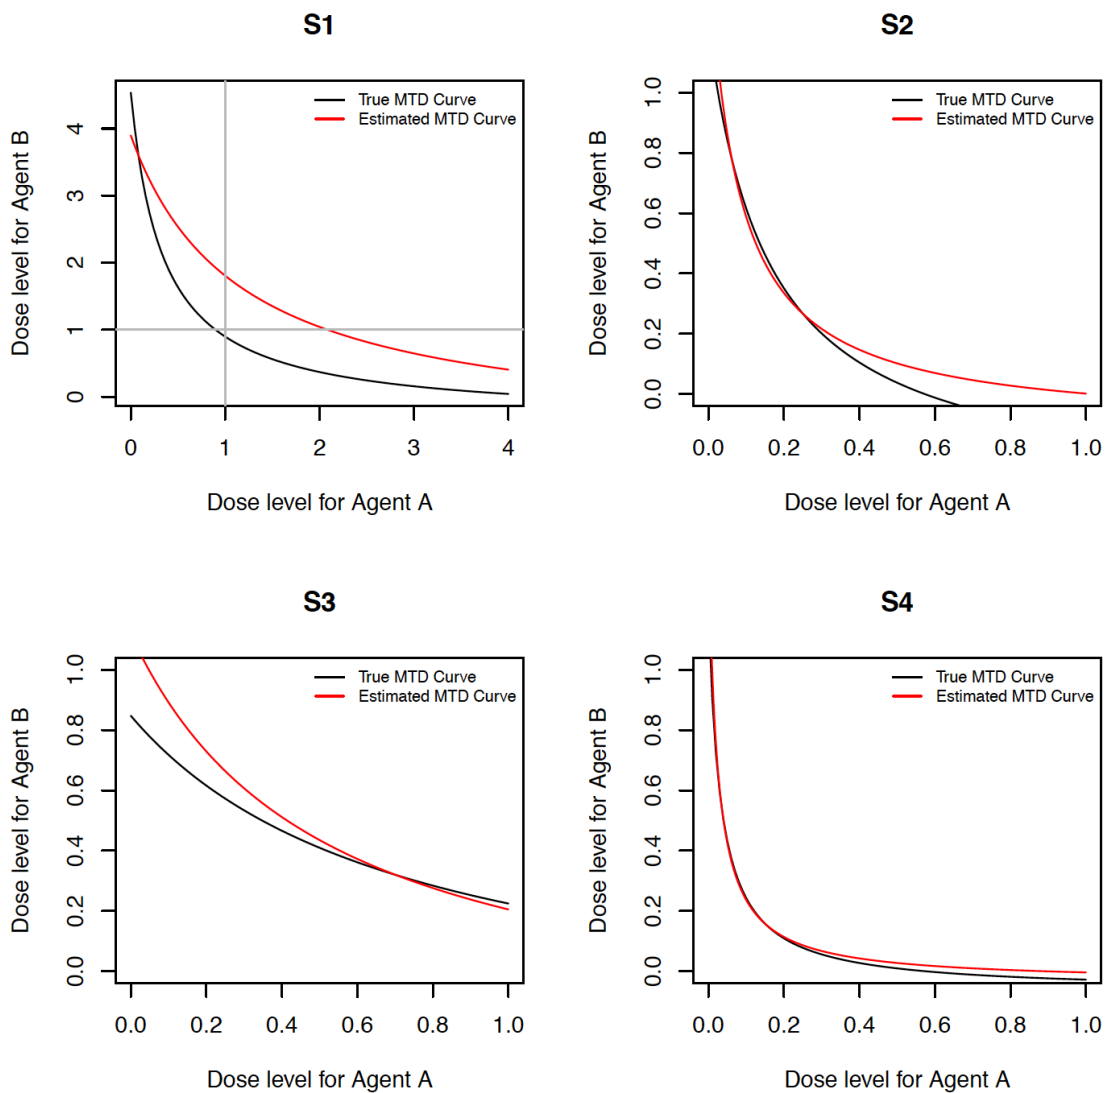 S1
True MTD Curve
Estimated MTD Curve
Dose level for Agent B
4
3
2
1
0
0 1 2 3 4
Dose level for Agent A
S2
True MTD Curve
Estimated MTD Curve
Dose level for Agent B
1.0
0.8
0.6
0.4
0.2
0.0
0.0 0.2 0.4 0.6 0.8 1.0
Dose level for Agent A
S3
True MTD Curve
Estimated MTD Curve
Dose level for Agent B
1.0
0.8
0.6
0.4
0.2
0.0
0.0 0.2 0.4 0.6 0.8 1.0
Dose level for Agent A
S4
True MTD Curve
Estimated MTD Curve
Dose level for Agent B
1.0
0.8
0.6
0.4
0.2
0.0
0.0 0.2 0.4 0.6 0.8 1.0
Dose level for Agent A